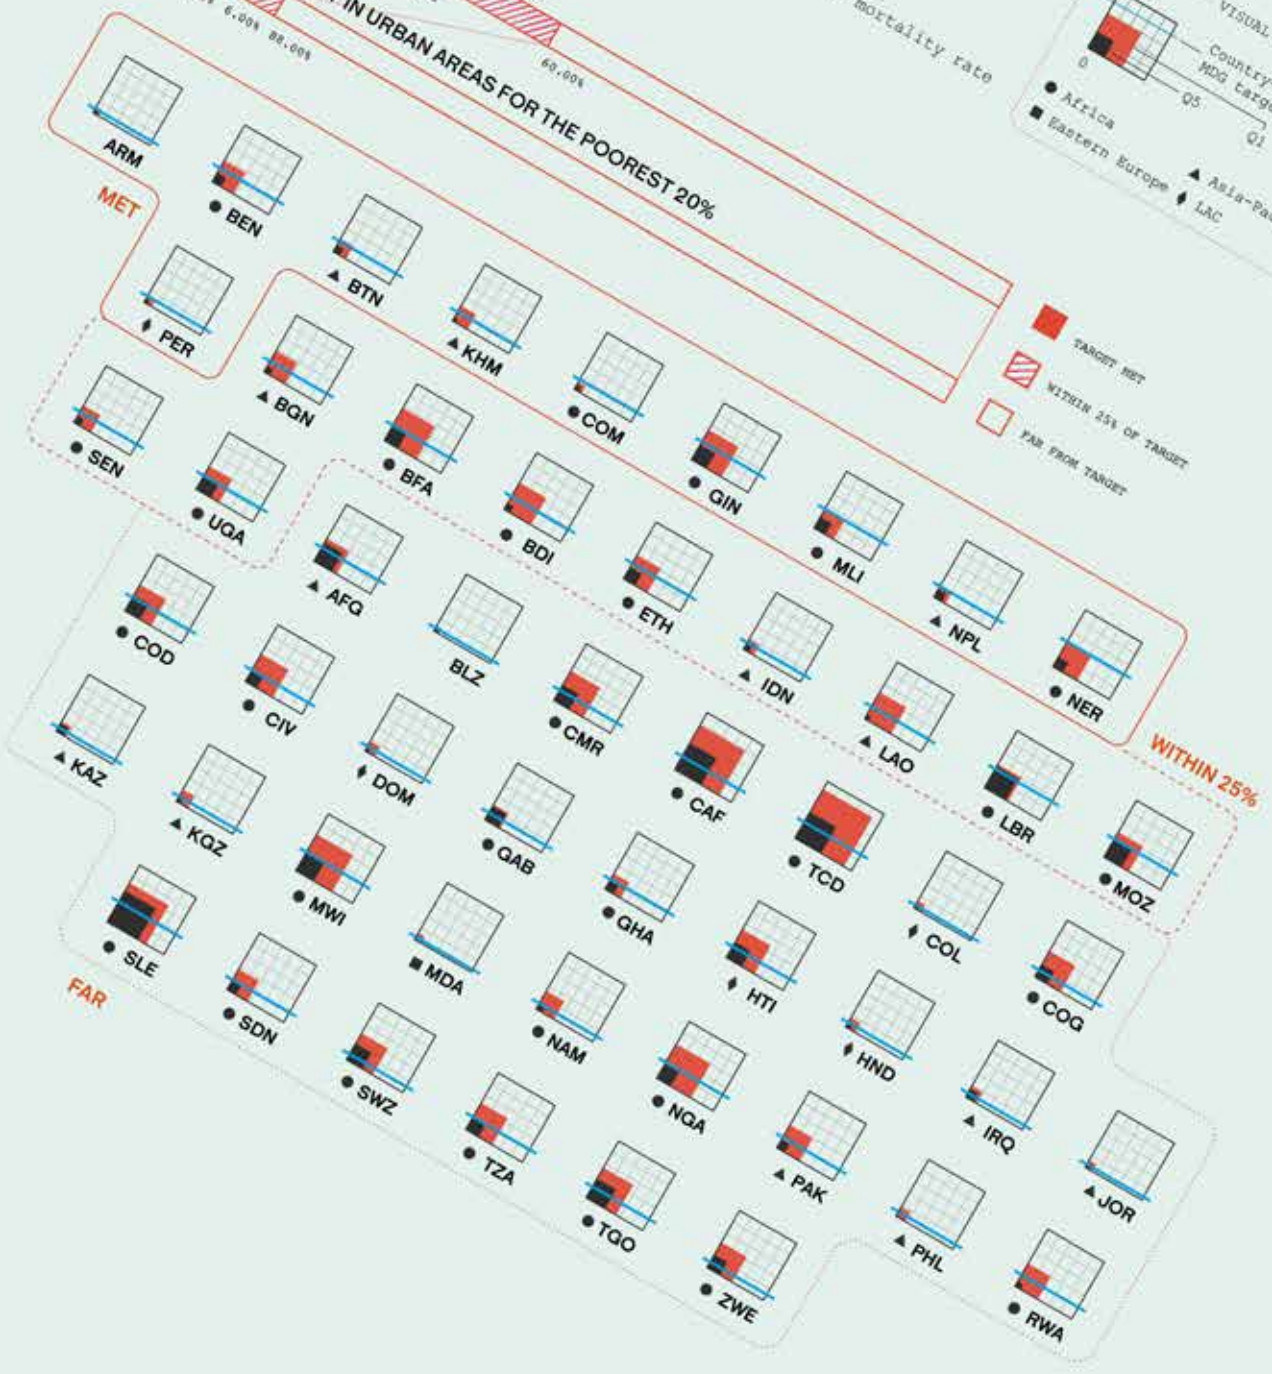 6.00% 88.00%
IN URBAN AREAS FOR THE POOREST 20%
60.00%
mortality rate
VISUAL
Country
MDG
0
Q5
Q1
Africa
Eastern Europe
LAC
TARGET MET
WITHIN 25% OF TARGET
FAR FROM TARGET
MET
ARM
BEN
BTN
KHM
COM
GIN
MLI
NPL
NER
PER
WITHIN 25%
BGN
BFA
BDI
ETH
IDN
LAO
LBR
MOZ
SEN
UGA
FAR
AFG
BLZ
CMR
CAF
TCD
COL
COG
COD
CIV
DOM
GAB
GHA
HTI
HND
IRQ
JOR
KAZ
KGZ
MWI
MDA
NAM
NGA
PAK
PHL
RWA
SLE
SDN
SWZ
TZA
TGO
ZWE